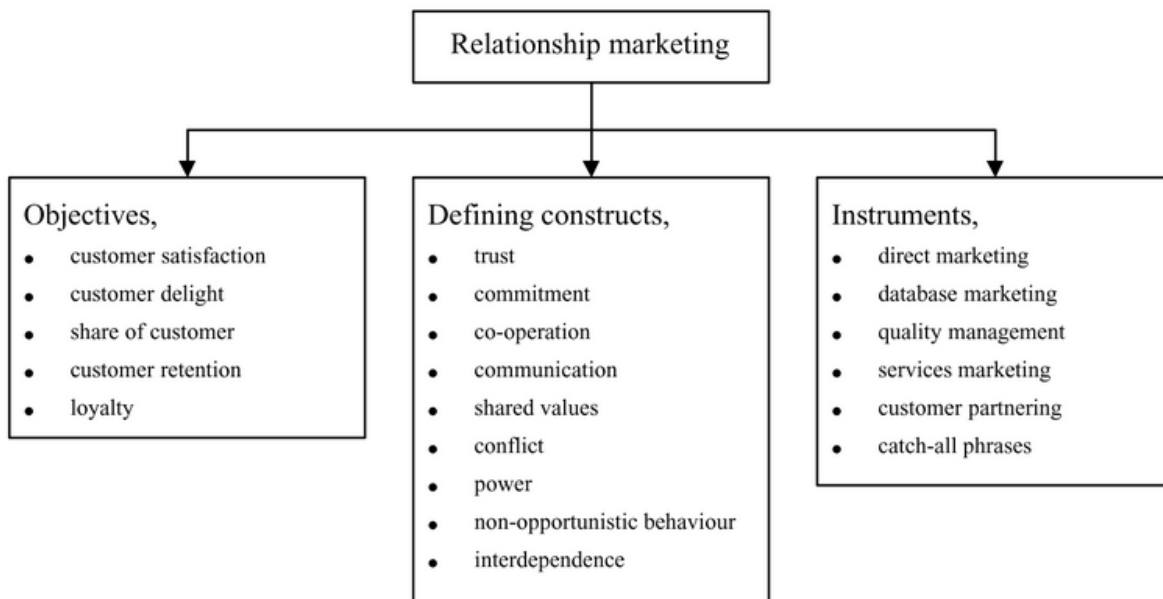 Relationship marketing
Objectives,
• customer satisfaction
• customer delight
• share of customer
• customer retention
• loyalty
Defining constructs,
• trust
• commitment
• co-operation
• communication
• shared values
• conflict
• power
• non-opportunistic behaviour
• interdependence
Instruments,
• direct marketing
• database marketing
• quality management
• services marketing
• customer partnering
• catch-all phrases